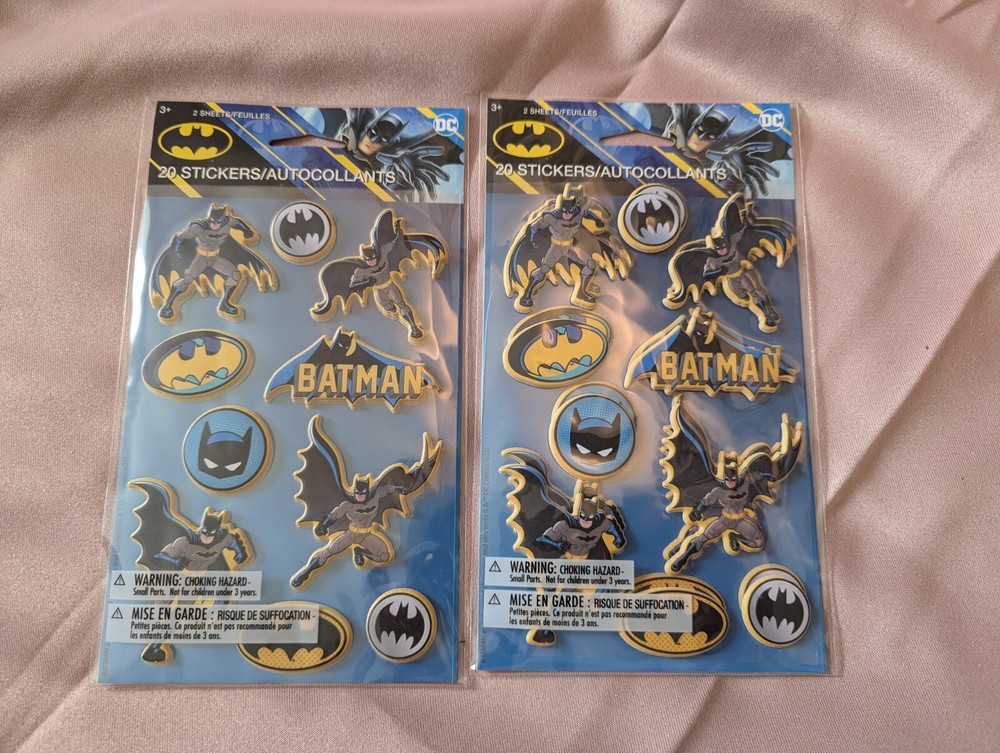 3+
2 SHEETS/FEUILLES
DC
20 STICKERS/AUTOCOLLANTS
BATMAN
WARNING: CHOKING HAZARD -
Small Parts. Not for children under 3 years.
MISE EN GARDE : RISQUE DE SUFFOCATION -
Petites pièces. Ce produit n'est pas recommandé pour
les enfants de moins de 3 ans.
3+
2 SHEETS/FEUILLES
DC
20 STICKERS/AUTOCOLLANTS
BATMAN
WARNING: CHOKING HAZARD -
Small Parts. Not for children under 3 years.
MISE EN GARDE : RISQUE DE SUFFOCATION -
Petites pièces. Ce produit n'est pas recommandé pour
les enfants de moins de 3 ans.